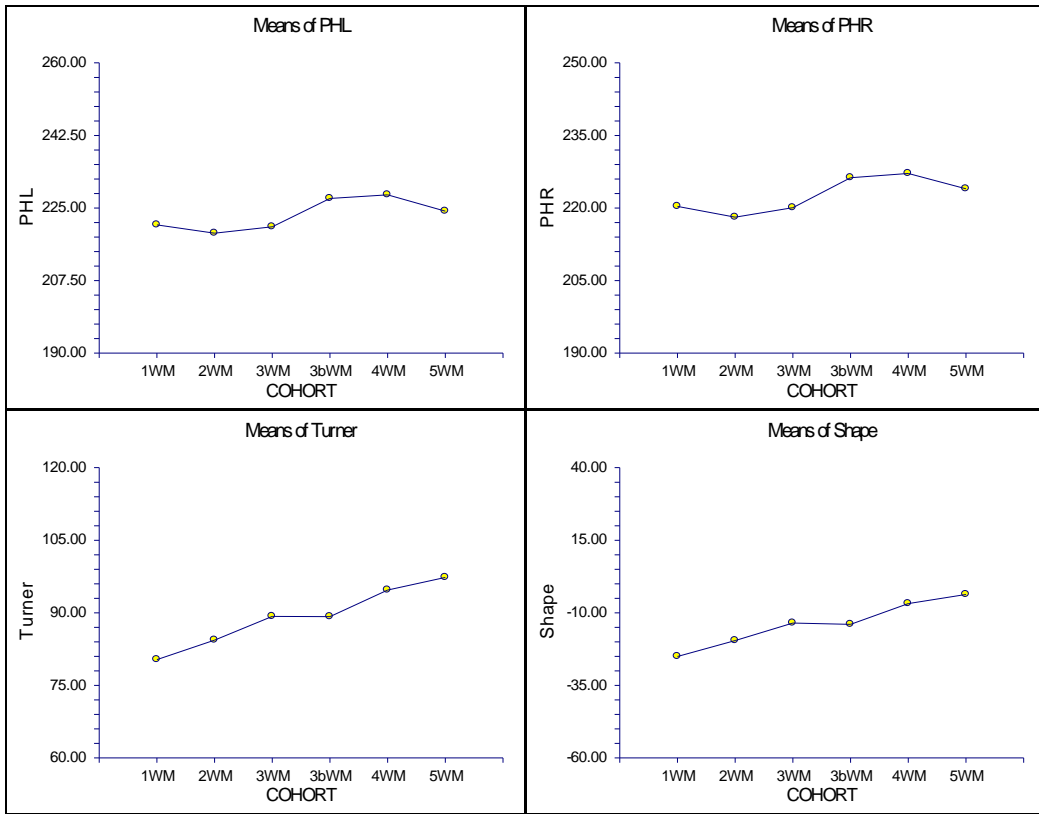 Means of PHL
260.00
242.50
225.00
207.50
190.00
PHL
1WM 2WM 3WM 3bWM 4WM 5WM
COHORT
Means of PHR
250.00
235.00
220.00
205.00
190.00
PHR
1WM 2WM 3WM 3bWM 4WM 5WM
COHORT
Means of Turner
120.00
105.00
90.00
75.00
60.00
Turner
1WM 2WM 3WM 3bWM 4WM 5WM
COHORT
Means of Shape
40.00
15.00
-10.00
-35.00
-60.00
Shape
1WM 2WM 3WM 3bWM 4WM 5WM
COHORT